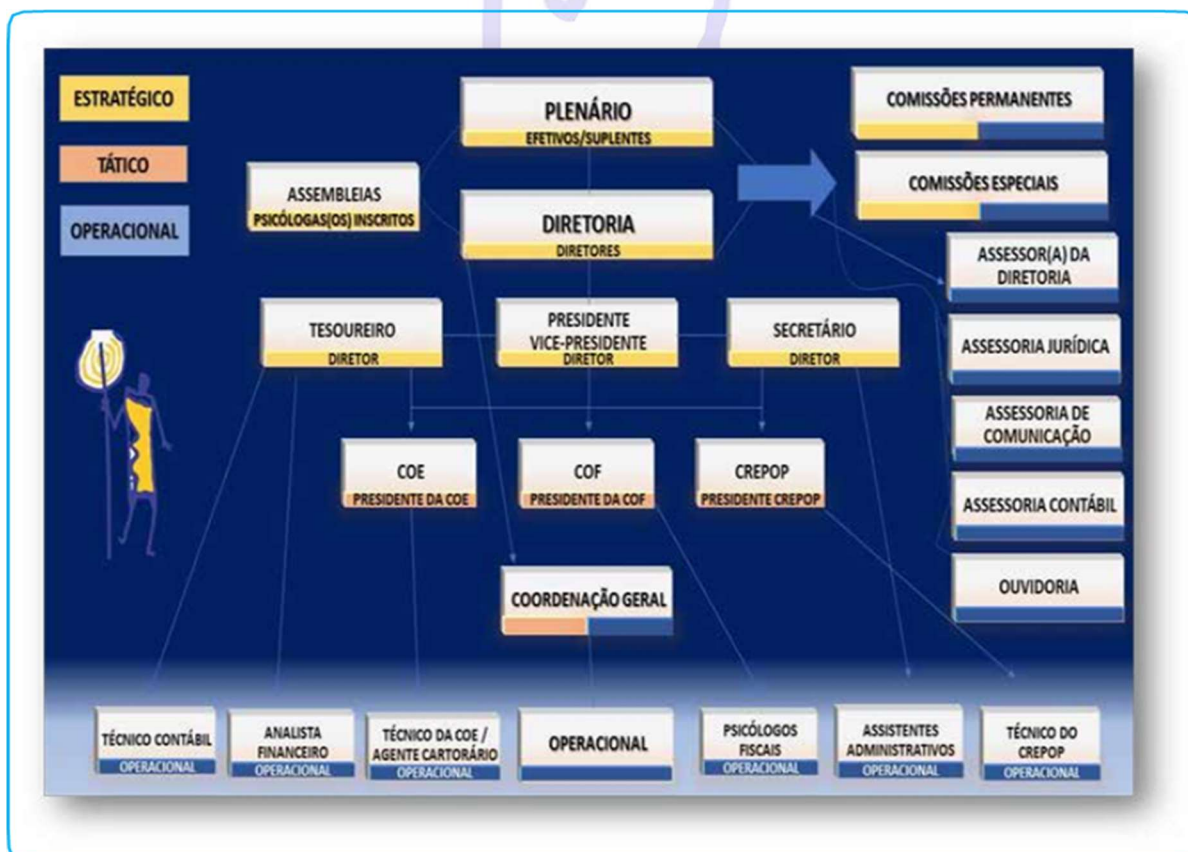 ESTRATÉGICO
TÁTICO
OPERACIONAL
PLENÁRIO
EFETIVOS/SUPLENTES
ASSEMBLEIAS
PSICÓLOGAS(OS) INSCRITOS
DIRETORIA
DIRETORES
COMISSÕES PERMANENTES
COMISSÕES ESPECIAIS
ASSESSOR(A) DA
DIRETORIA
ASSESSORIA JURÍDICA
ASSESSORIA DE
COMUNICAÇÃO
ASSESSORIA CONTÁBIL
OUVIDORIA
TESOUREIRO
DIRETOR
PRESIDENTE
VICE-PRESIDENTE
DIRETOR
SECRETÁRIO
DIRETOR
COE
PRESIDENTE DA COE
COF
PRESIDENTE DA COF
CREPOP
PRESIDENTE CREPOP
COORDENAÇÃO GERAL
TÉCNICO CONTÁBIL
OPERACIONAL
ANALISTA
FINANCEIRO
OPERACIONAL
TÉCNICO DA COE /
AGENTE CARTORÁRIO
OPERACIONAL
OPERACIONAL
PSICÓLOGOS
FISCAIS
OPERACIONAL
ASSISTENTES
ADMINISTRATIVOS
OPERACIONAL
TÉCNICO DO
CREPOP
OPERACIONAL